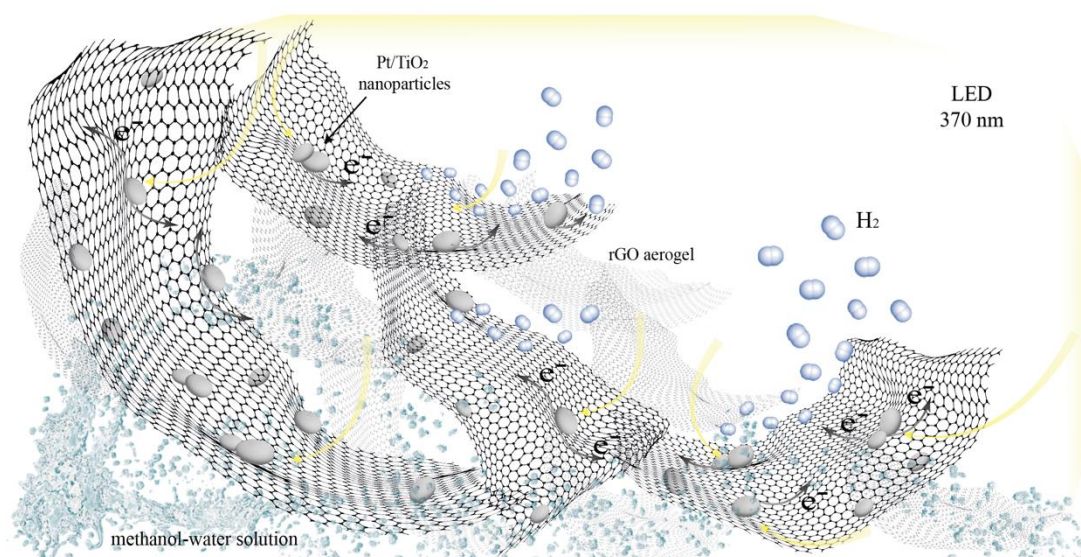 Pt/TiO₂
nanoparticles
LED
370 nm
e⁻
e⁻
e⁻
H₂
rGO aerogel
e⁻
e⁻
e⁻
e⁻
e⁻
methanol-water solution